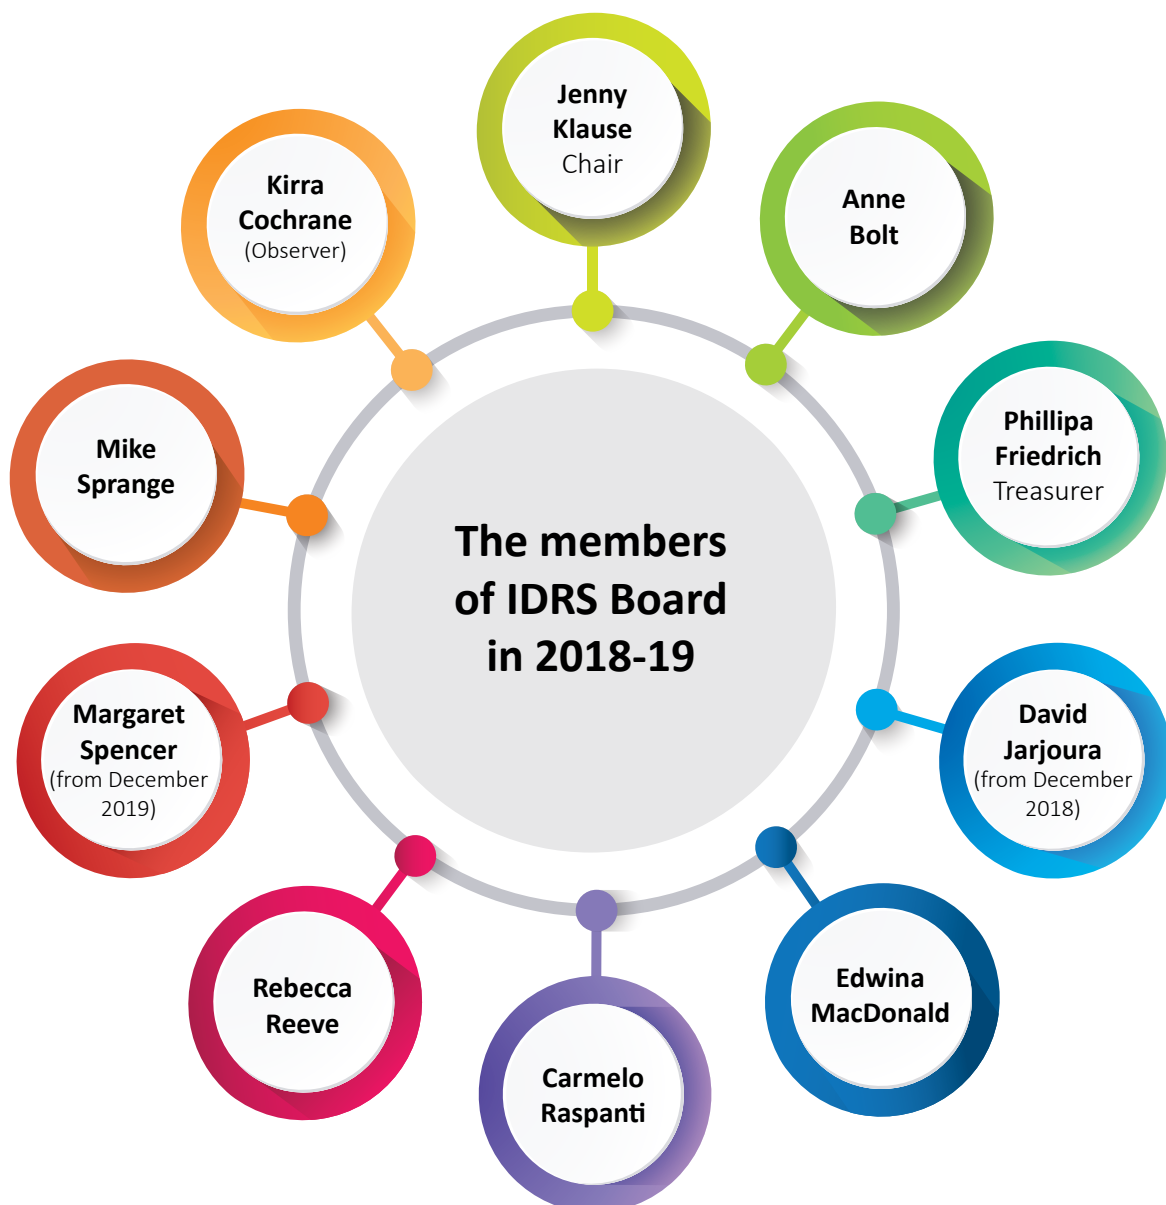 Jenny
Klause
Chair
Anne
Bolt
Phillipa
Friedrich
Treasurer
David
Jarjoura
(from December
2018)
Edwina
MacDonald
Carmelo
Raspanti
Rebecca
Reeve
Margaret
Spencer
(from December
2019)
Mike
Sprange
Kirra
Cochrane
(Observer)
The members
of IDRS Board
in 2018-19